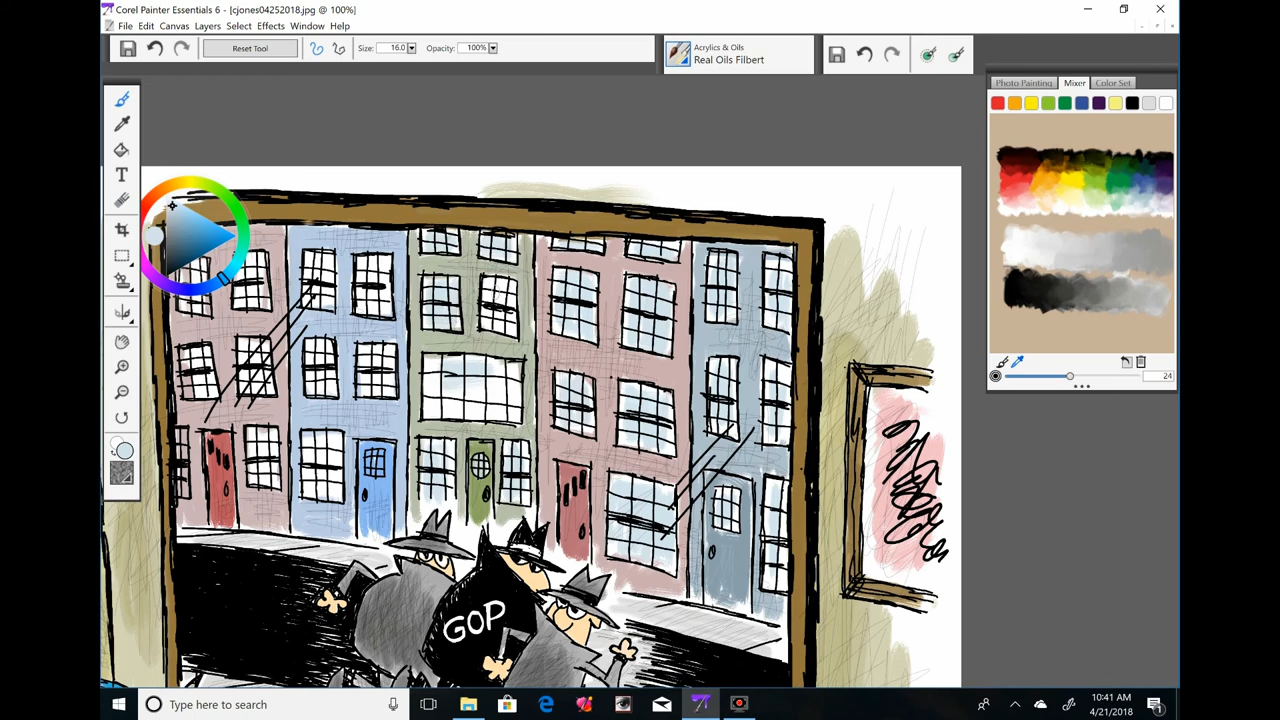 Corel Painter Essentials 6 - [cjones04252018.jpg @ 100%]
File Edit Canvas Layers Select Effects Window Help
Reset Tool Size: 16.0 Opacity: 100%
Acrylics & Oils
Real Oils Filbert
Photo Painting Mixer Color Set
24
T
GOP
Type here to search
10:41 AM
4/21/2018
1